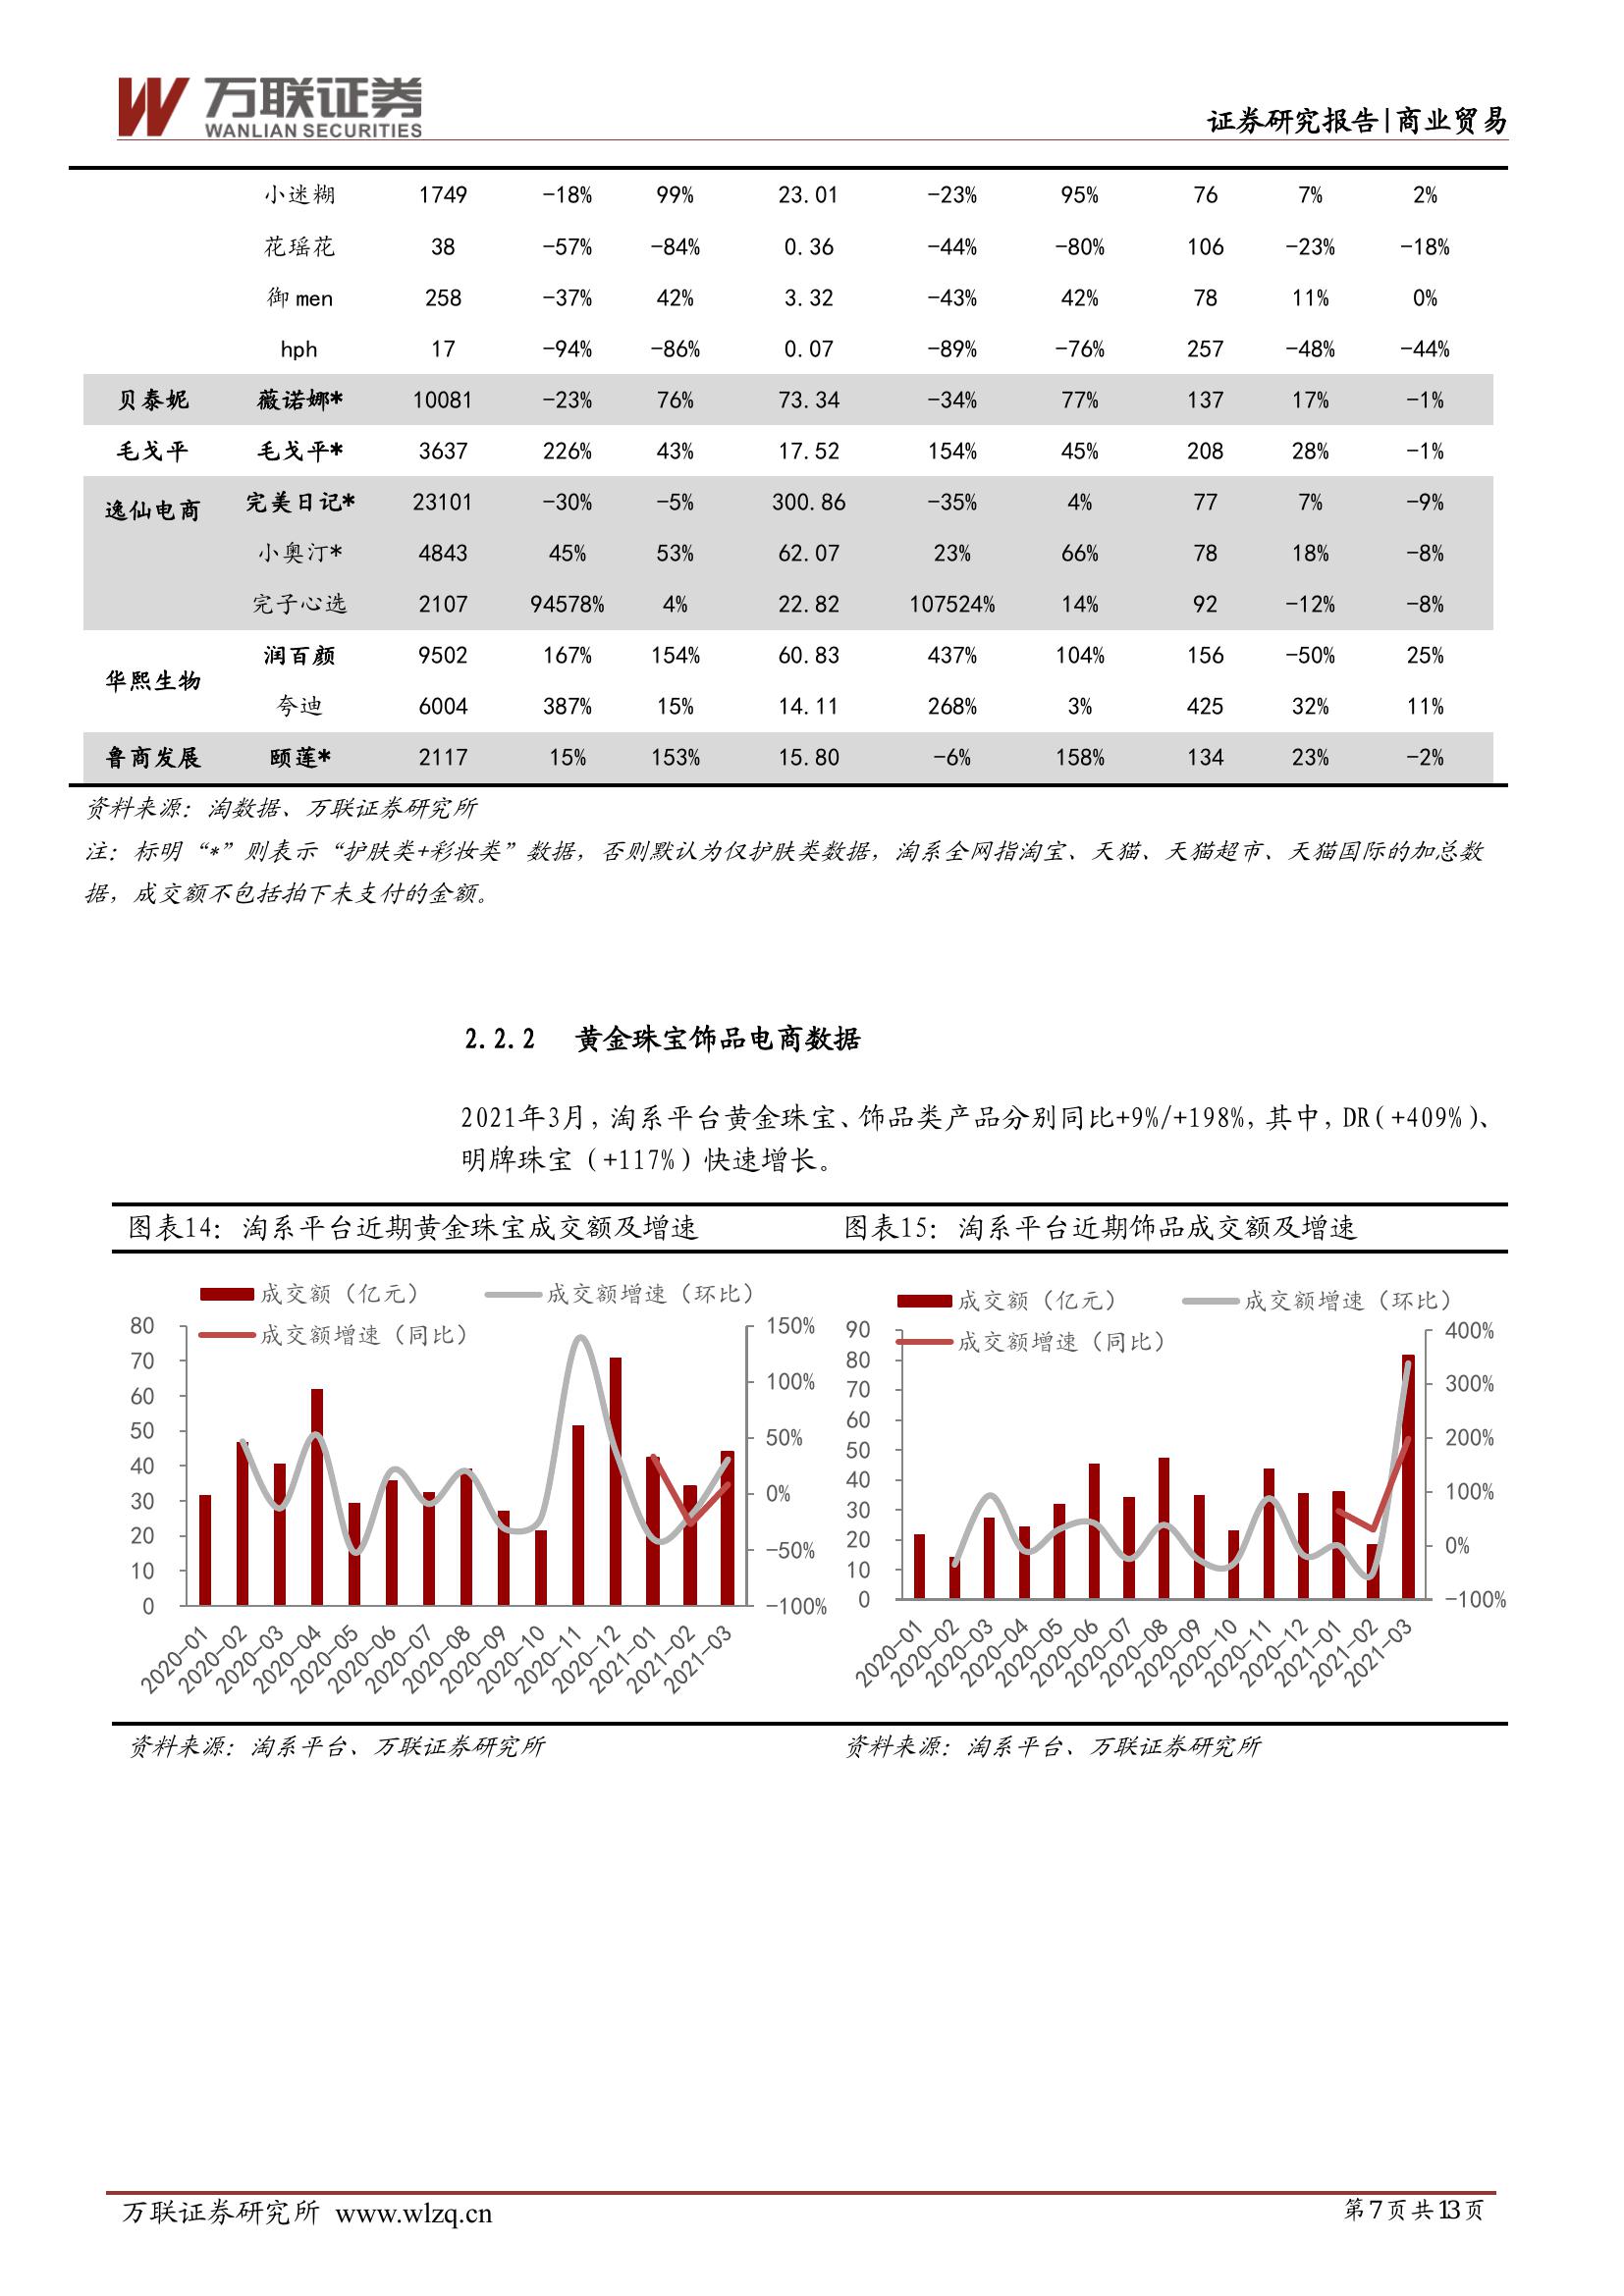 万联证券
WANLIAN SECURITIES
证券研究报告|商业贸易
小迷糊 1749 -18% 99% 23.01 -23% 95% 76 7% 2%
花瑶花 38 -57% -84% 0.36 -44% -80% 106 -23% -18%
御men 258 -37% 42% 3.32 -43% 42% 78 11% 0%
hph 17 -94% -86% 0.07 -89% -76% 257 -48% -44%
贝泰妮 薇诺娜* 10081 -23% 76% 73.34 -34% 77% 137 17% -1%
毛戈平 毛戈平* 3637 226% 43% 17.52 154% 45% 208 28% -1%
逸仙电商 完美日记* 23101 -30% -5% 300.86 -35% 4% 77 7% -9%
小奥汀* 4843 45% 53% 62.07 23% 66% 78 18% -8%
完子心选 2107 94578% 4% 22.82 107524% 14% 92 -12% -8%
华熙生物 润百颜 9502 167% 154% 60.83 437% 104% 156 -50% 25%
夸迪 6004 387% 15% 14.11 268% 3% 425 32% 11%
鲁商发展 颐莲* 2117 15% 153% 15.80 -6% 158% 134 23% -2%
资料来源：淘数据、万联证券研究所
注：标明“*”则表示“护肤类+彩妆类”数据，否则默认为仅护肤类数据，淘系全网指淘宝、天猫、天猫超市、天猫国际的加总数
据，成交额不包括拍下未支付的金额。
2.2.2 黄金珠宝饰品电商数据
2021年3月，淘系平台黄金珠宝、饰品类产品分别同比+9%/+198%，其中，DR（+409%）、
明牌珠宝（+117%）快速增长。
图表14：淘系平台近期黄金珠宝成交额及增速
成交额（亿元） 成交额增速（环比）
成交额增速（同比）
80
70
60
50
40
30
20
10
0
150%
100%
50%
0%
-50%
-100%
2020-01 2020-02 2020-03 2020-04 2020-05 2020-06 2020-07 2020-08 2020-09 2020-10 2020-11 2020-12 2021-01 2021-02 2021-03
资料来源：淘系平台、万联证券研究所
图表15：淘系平台近期饰品成交额及增速
成交额（亿元） 成交额增速（环比）
成交额增速（同比）
90
80
70
60
50
40
30
20
10
0
400%
300%
200%
100%
0%
-100%
2020-01 2020-02 2020-03 2020-04 2020-05 2020-06 2020-07 2020-08 2020-09 2020-10 2020-11 2020-12 2021-01 2021-02 2021-03
资料来源：淘系平台、万联证券研究所
万联证券研究所 www.wlzq.cn
第7页共13页